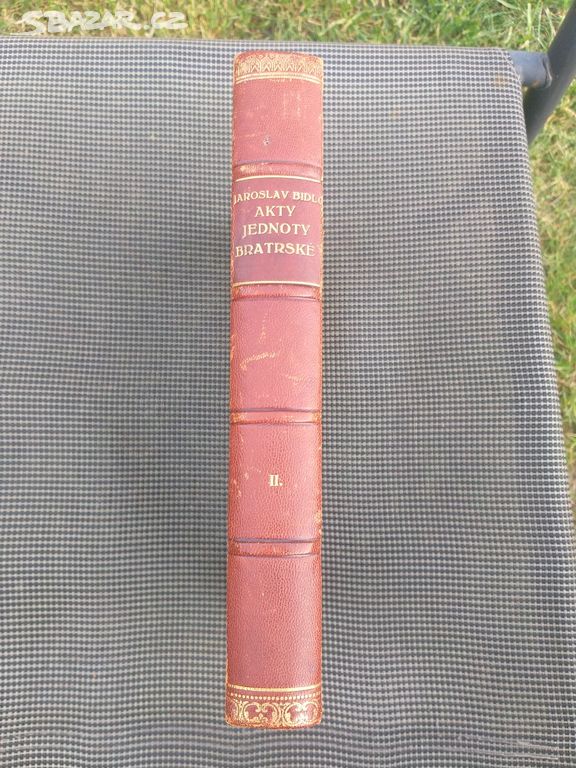 SBAZAR.CZ
JAROSLAV BIDLO
AKTY
JEDNOTY
BRATRSKÉ
II.